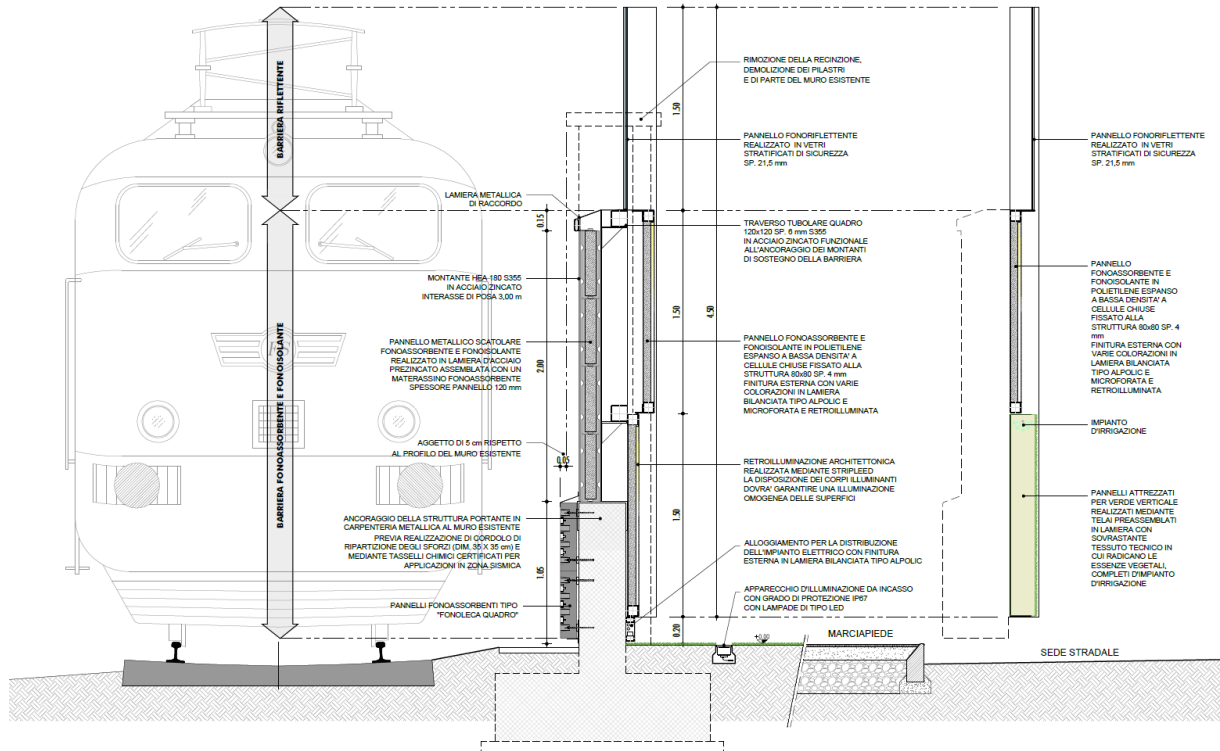 BARRIERA RIFLETTENTE
BARRIERA FONOASSORBENTE E FONOISOLANTE
LAMIERA METALLICA
DI RACCORDO
MONTANTE HEA 180 S355
IN ACCIAIO ZINCATO
INTERASSE DI POSA 3,00 m
PANNELLO METALLICO SCATOLARE
FONOASSORBENTE E FONOISOLANTE
REALIZZATO IN LAMIERA D'ACCIAIO
PREZINCATO ASSEMBLATA CON UN
MATERASSINO FONOASSORBENTE
SPESSORE PANNELLO 120 mm
AGGETTO DI 5 cm RISPETTO
AL PROFILO DEL MURO ESISTENTE
ANCORAGGIO DELLA STRUTTURA PORTANTE IN
CARPENTERIA METALLICA AL MURO ESISTENTE
PREVIA REALIZZAZIONE DI CORDOLO DI
RIPARTIZIONE DEGLI SFORZI (DIM. 35 X 35 cm) E
MEDIANTE TASSELLI CHIMICI CERTIFICATI PER
APPLICAZIONI IN ZONA SISMICA
PANNELLI FONOASSORBENTI TIPO
"FONOLECA QUADRO"
0.15
2.00
0.05
1.05
1.50
1.50
4.50
1.50
0.20
RIMOZIONE DELLA RECINZIONE,
DEMOLIZIONE DEI PILASTRI
E DI PARTE DEL MURO ESISTENTE
PANNELLO FONORIFLETTENTE
REALIZZATO IN VETRI
STRATIFICATI DI SICUREZZA
SP. 21,5 mm
TRAVERSO TUBOLARE QUADRO
120x120 SP. 6 mm S355
IN ACCIAIO ZINCATO FUNZIONALE
ALL'ANCORAGGIO DEI MONTANTI
DI SOSTEGNO DELLA BARRIERA
PANNELLO FONOASSORBENTE E
FONOISOLANTE IN POLIETILENE
ESPANSO A BASSA DENSITA' A
CELLULE CHIUSE FISSATO ALLA
STRUTTURA 80x80 SP. 4 mm
FINITURA ESTERNA CON VARIE
COLORAZIONI IN LAMIERA
BILANCIATA TIPO ALPOLIC E
MICROFORATA E RETROILLUMINATA
RETROILLUMINAZIONE ARCHITETTONICA
REALIZZATA MEDIANTE STRIPLEED
LA DISPOSIZIONE DEI CORPI ILLUMINANTI
DOVRA' GARANTIRE UNA ILLUMINAZIONE
OMOGENEA DELLE SUPERFICI
ALLOGGIAMENTO PER LA DISTRIBUZIONE
DELL'IMPIANTO ELETTRICO CON FINITURA
ESTERNA IN LAMIERA BILANCIATA TIPO ALPOLIC
APPARECCHIO D'ILLUMINAZIONE DA INCASSO
CON GRADO DI PROTEZIONE IP67
CON LAMPADE DI TIPO LED
±0.00
MARCIAPIEDE
SEDE STRADALE
PANNELLO FONORIFLETTENTE
REALIZZATO IN VETRI
STRATIFICATI DI SICUREZZA
SP. 21,5 mm
PANNELLO
FONOASSORBENTE E
FONOISOLANTE IN
POLIETILENE ESPANSO
A BASSA DENSITA' A
CELLULE CHIUSE
FISSATO ALLA
STRUTTURA 80x80 SP. 4
mm
FINITURA ESTERNA CON
VARIE COLORAZIONI IN
LAMIERA BILANCIATA
TIPO ALPOLIC E
MICROFORATA E
RETROILLUMINATA
IMPIANTO
D'IRRIGAZIONE
PANNELLI ATTREZZATI
PER VERDE VERTICALE
REALIZZATI MEDIANTE
TELAI PREASSEMBLATI
IN LAMIERA CON
SOVRASTANTE
TESSUTO TECNICO IN
CUI RADICANO LE
ESSENZE VEGETALI,
COMPLETI D'IMPIANTO
D'IRRIGAZIONE